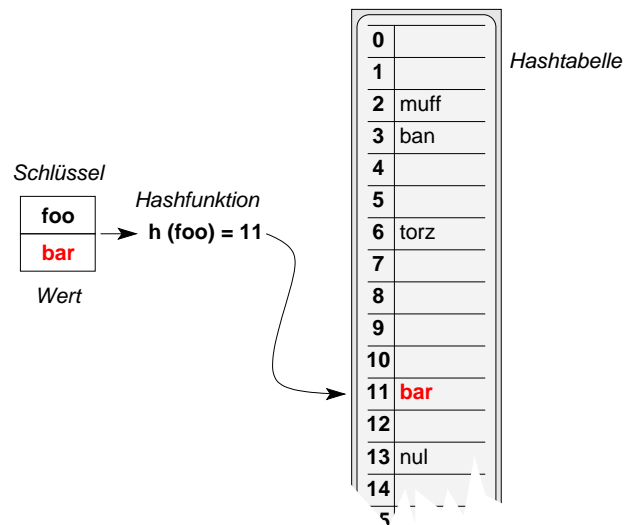 Hashtabelle
Schlüssel
foo
bar
Wert
Hashfunktion
h (foo) = 11
0
1
2 muff
3 ban
4
5
6 torz
7
8
9
10
11 bar
12
13 nul
14
5